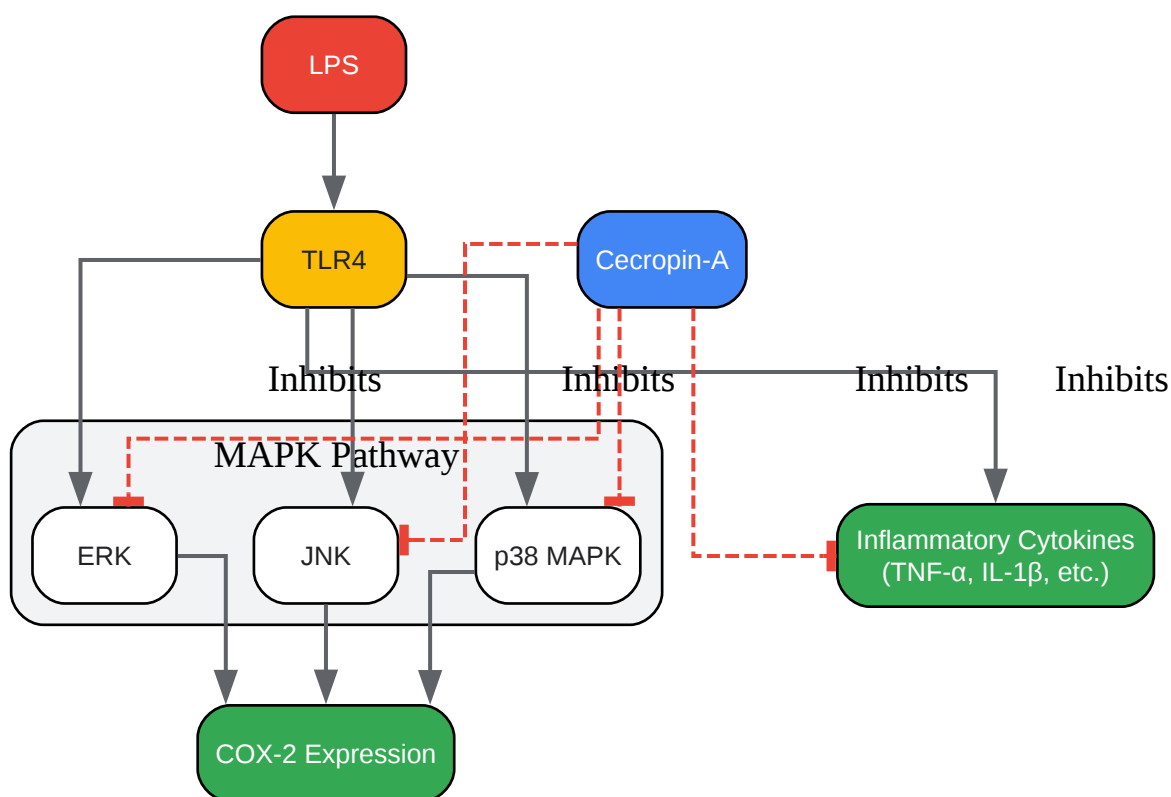 LPS
TLR4
Cecropin-A
Inhibits
Inhibits
Inhibits
Inhibits
MAPK Pathway
ERK
JNK
p38 MAPK
Inflammatory Cytokines
(TNF-α, IL-1β, etc.)
COX-2 Expression